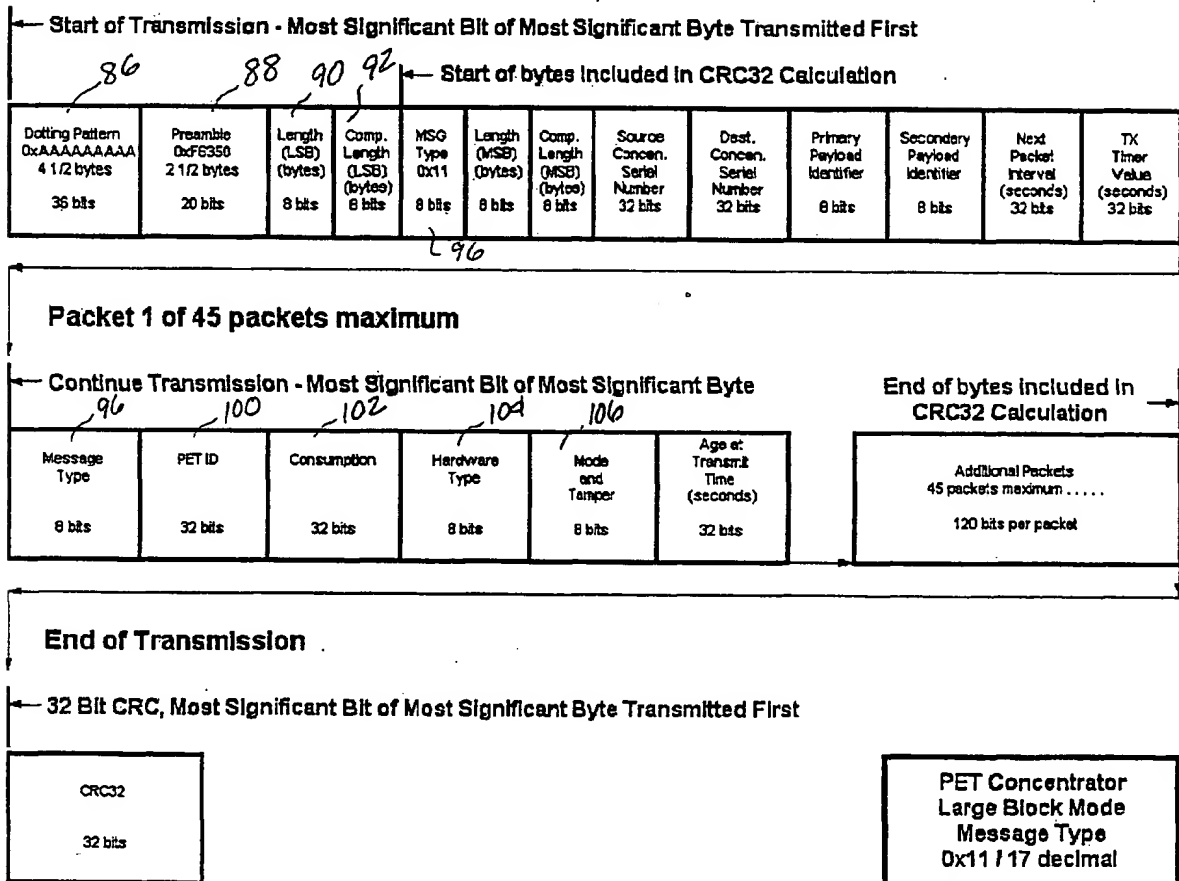 Start of Transmission - Most Significant Bit of Most Significant Byte Transmitted First
86
88
90
92
Start of bytes included in CRC32 Calculation
Dotting Pattern
0xAAAAAAAAA
4 1/2 bytes
36 bits
Preamble
0xF6350
2 1/2 bytes
20 bits
Length
(LSB)
(bytes)
8 bits
Comp.
Length
(LSB)
(bytes)
8 bits
MSG
Type
0x11
8 bits
Length
(MSB)
(bytes)
8 bits
Comp.
Length
(MSB)
(bytes)
8 bits
Source
Concen.
Serial
Number
32 bits
Dest.
Concen.
Serial
Number
32 bits
Primary
Payload
Identifier
8 bits
Secondary
Payload
Identifier
8 bits
Next
Packet
Interval
(seconds)
32 bits
TX
Timer
Value
(seconds)
32 bits
96
Packet 1 of 45 packets maximum
Continue Transmission - Most Significant Bit of Most Significant Byte
End of bytes included in
CRC32 Calculation
96
100
102
104
106
Message
Type
8 bits
PET ID
32 bits
Consumption
32 bits
Hardware
Type
8 bits
Mode
and
Tamper
8 bits
Age at
Transmit
Time
(seconds)
32 bits
Additional Packets
45 packets maximum . . . . .
120 bits per packet
End of Transmission
32 Bit CRC, Most Significant Bit of Most Significant Byte Transmitted First
CRC32
32 bits
PET Concentrator
Large Block Mode
Message Type
0x11 / 17 decimal